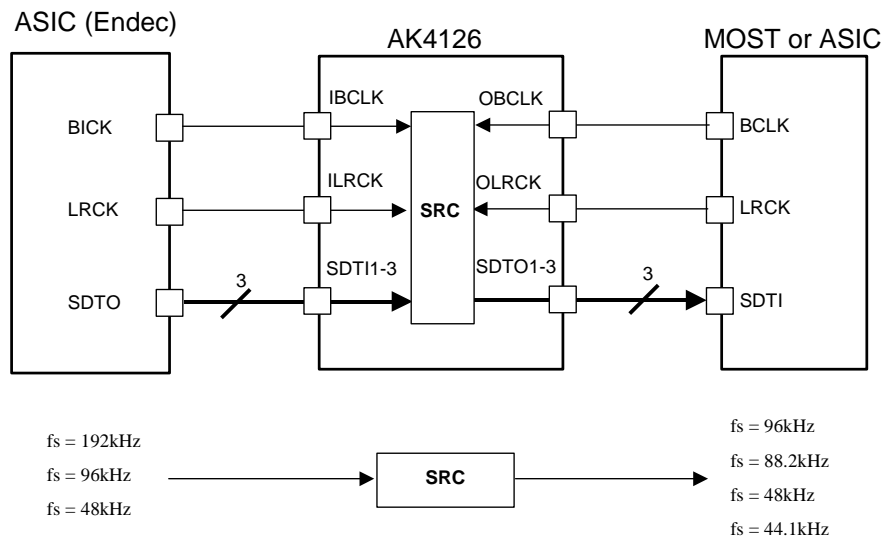 ASIC (Endec)
AK4126
MOST or ASIC
IBCLK
OBCLK
BICK
BCLK
ILRCK
OLRCK
LRCK
SRC
LRCK
SDTI1-3
SDTO1-3
3
3
SDTO
SDTI
fs = 192kHz
fs = 96kHz
fs = 48kHz
SRC
fs = 96kHz
fs = 88.2kHz
fs = 48kHz
fs = 44.1kHz